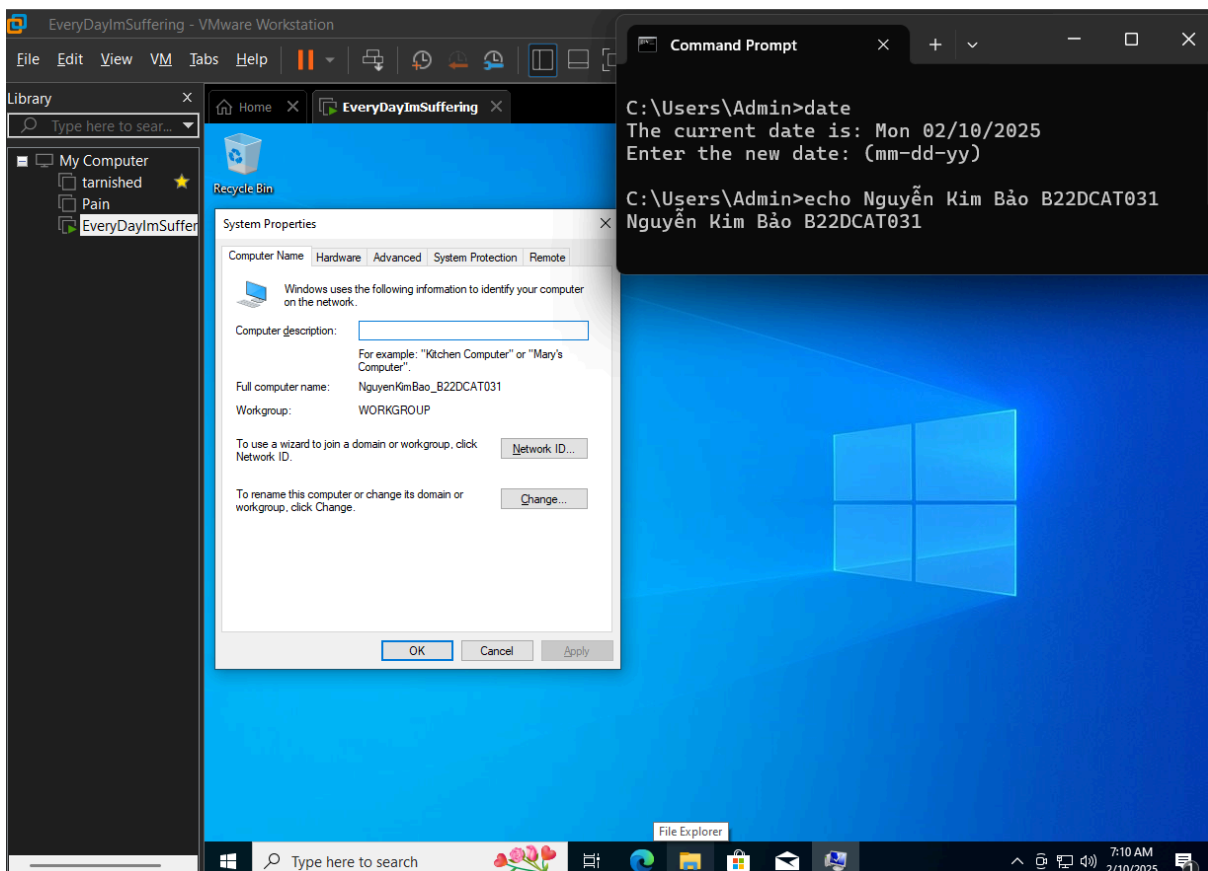 EveryDayImSuffering - VMware Workstation
File Edit View VM Tabs Help
Library
Type here to sear...
My Computer
tarnished
Pain
EveryDayImSuffer
Home
EveryDayImSuffering
Recycle Bin
System Properties
Computer Name Hardware Advanced System Protection Remote
Windows uses the following information to identify your computer
on the network.
Computer description:
For example: "Kitchen Computer" or "Mary's
Computer".
Full computer name: NguyenKimBao_B22DCAT031
Workgroup: WORKGROUP
To use a wizard to join a domain or workgroup, click
Network ID.
Network ID...
To rename this computer or change its domain or
workgroup, click Change.
Change...
OK Cancel Apply
Command Prompt
C:\Users\Admin>date
The current date is: Mon 02/10/2025
Enter the new date: (mm-dd-yy)
C:\Users\Admin>echo Nguyễn Kim Bảo B22DCAT031
Nguyễn Kim Bảo B22DCAT031
File Explorer
Type here to search
7:10 AM
2/10/2025
1